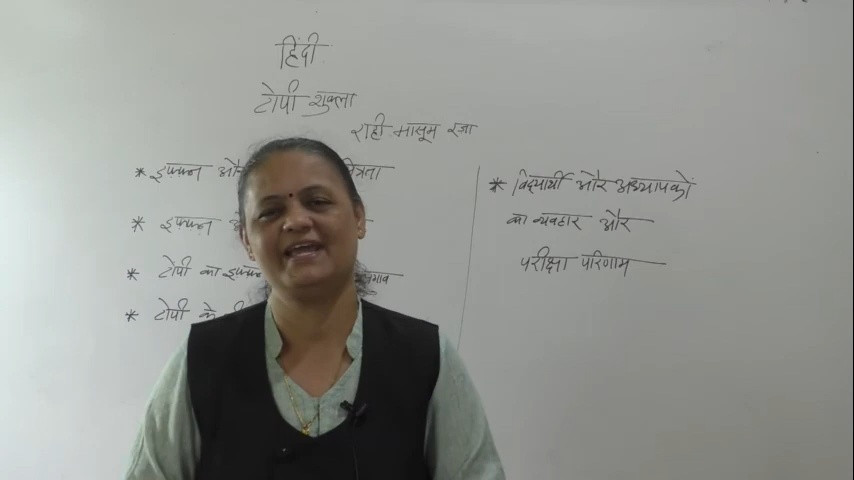 हिंदी
टोपी शुक्ला
राही मासूम रजा
* इफ्फन और
* इफ्फन
* टोपी का इफ्फन
* टोपी के
* विद्यार्थी और अध्यापकों
का व्यवहार और
परीक्षा परिणाम